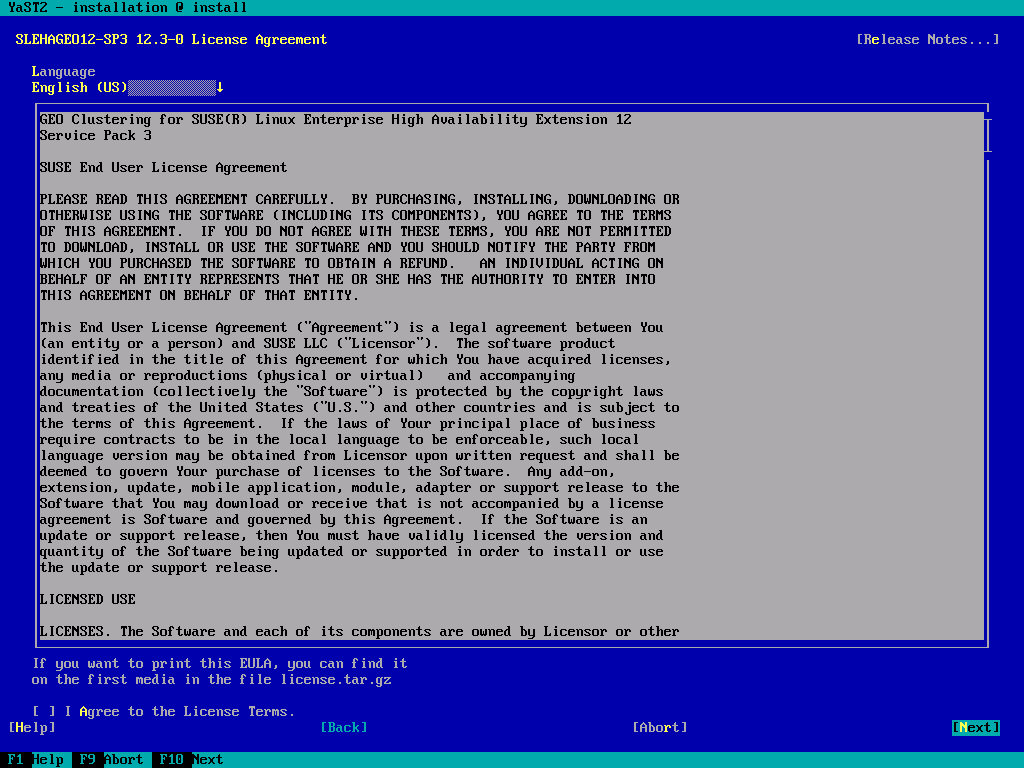 YaST2 - installation @ install
SLEHAGEO12-SP3 12.3-0 License Agreement [Release Notes...]
Language
English (US)↓
GEO Clustering for SUSE(R) Linux Enterprise High Availability Extension 12
Service Pack 3
SUSE End User License Agreement
PLEASE READ THIS AGREEMENT CAREFULLY.  BY PURCHASING, INSTALLING, DOWNLOADING OR
OTHERWISE USING THE SOFTWARE (INCLUDING ITS COMPONENTS), YOU AGREE TO THE TERMS
OF THIS AGREEMENT.  IF YOU DO NOT AGREE WITH THESE TERMS, YOU ARE NOT PERMITTED
TO DOWNLOAD, INSTALL OR USE THE SOFTWARE AND YOU SHOULD NOTIFY THE PARTY FROM
WHICH YOU PURCHASED THE SOFTWARE TO OBTAIN A REFUND.   AN INDIVIDUAL ACTING ON
BEHALF OF AN ENTITY REPRESENTS THAT HE OR SHE HAS THE AUTHORITY TO ENTER INTO
THIS AGREEMENT ON BEHALF OF THAT ENTITY.
This End User License Agreement ("Agreement") is a legal agreement between You
(an entity or a person) and SUSE LLC ("Licensor").  The software product
identified in the title of this Agreement for which You have acquired licenses,
any media or reproductions (physical or virtual)   and accompanying
documentation (collectively the "Software") is protected by the copyright laws
and treaties of the United States ("U.S.") and other countries and is subject to
the terms of this Agreement.  If the laws of Your principal place of business
require contracts to be in the local language to be enforceable, such local
language version may be obtained from Licensor upon written request and shall be
deemed to govern Your purchase of licenses to the Software.  Any add-on,
extension, update, mobile application, module, adapter or support release to the
Software that You may download or receive that is not accompanied by a license
agreement is Software and governed by this Agreement.  If the Software is an
update or support release, then You must have validly licensed the version and
quantity of the Software being updated or supported in order to install or use
the update or support release.
LICENSED USE
LICENSES. The Software and each of its components are owned by Licensor or other
If you want to print this EULA, you can find it
on the first media in the file license.tar.gz
[ ] I Agree to the License Terms.
[Help] [Back] [Abort] [Next]
F1 Help F9 Abort F10 Next